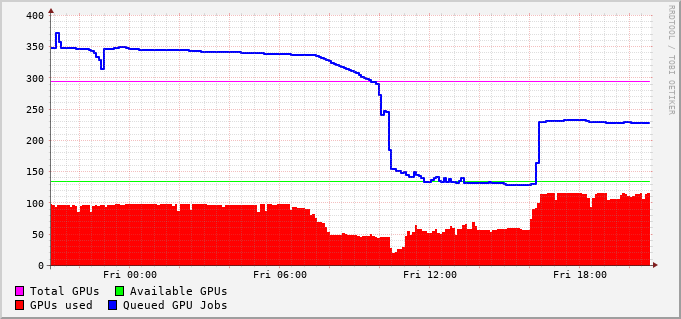 400
350
300
250
200
150
100
50
0
Fri 00:00 Fri 06:00 Fri 12:00 Fri 18:00
Total GPUs Available GPUs
GPUs used Queued GPU Jobs
RRDTOOL / TOBI OETIKER